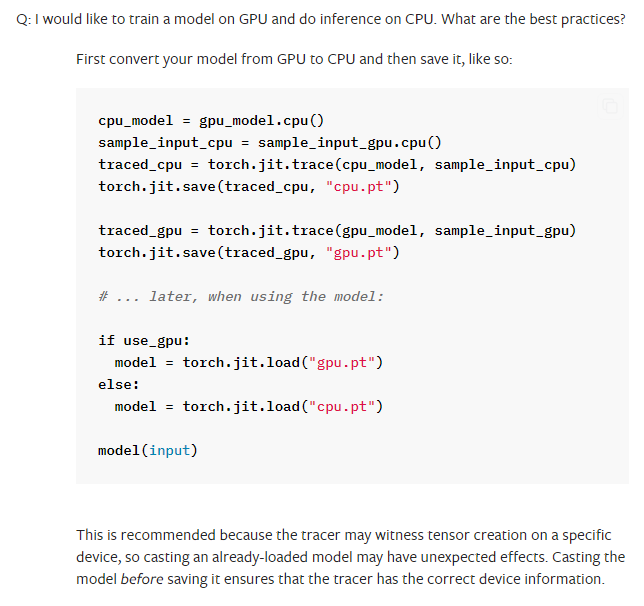 Q: I would like to train a model on GPU and do inference on CPU. What are the best practices?
First convert your model from GPU to CPU and then save it, like so:
cpu_model = gpu_model.cpu()
sample_input_cpu = sample_input_gpu.cpu()
traced_cpu = torch.jit.trace(cpu_model, sample_input_cpu)
torch.jit.save(traced_cpu, "cpu.pt")
traced_gpu = torch.jit.trace(gpu_model, sample_input_gpu)
torch.jit.save(traced_gpu, "gpu.pt")
# ... later, when using the model:
if use_gpu:
  model = torch.jit.load("gpu.pt")
else:
  model = torch.jit.load("cpu.pt")
model(input)
This is recommended because the tracer may witness tensor creation on a specific
device, so casting an already-loaded model may have unexpected effects. Casting the
model before saving it ensures that the tracer has the correct device information.